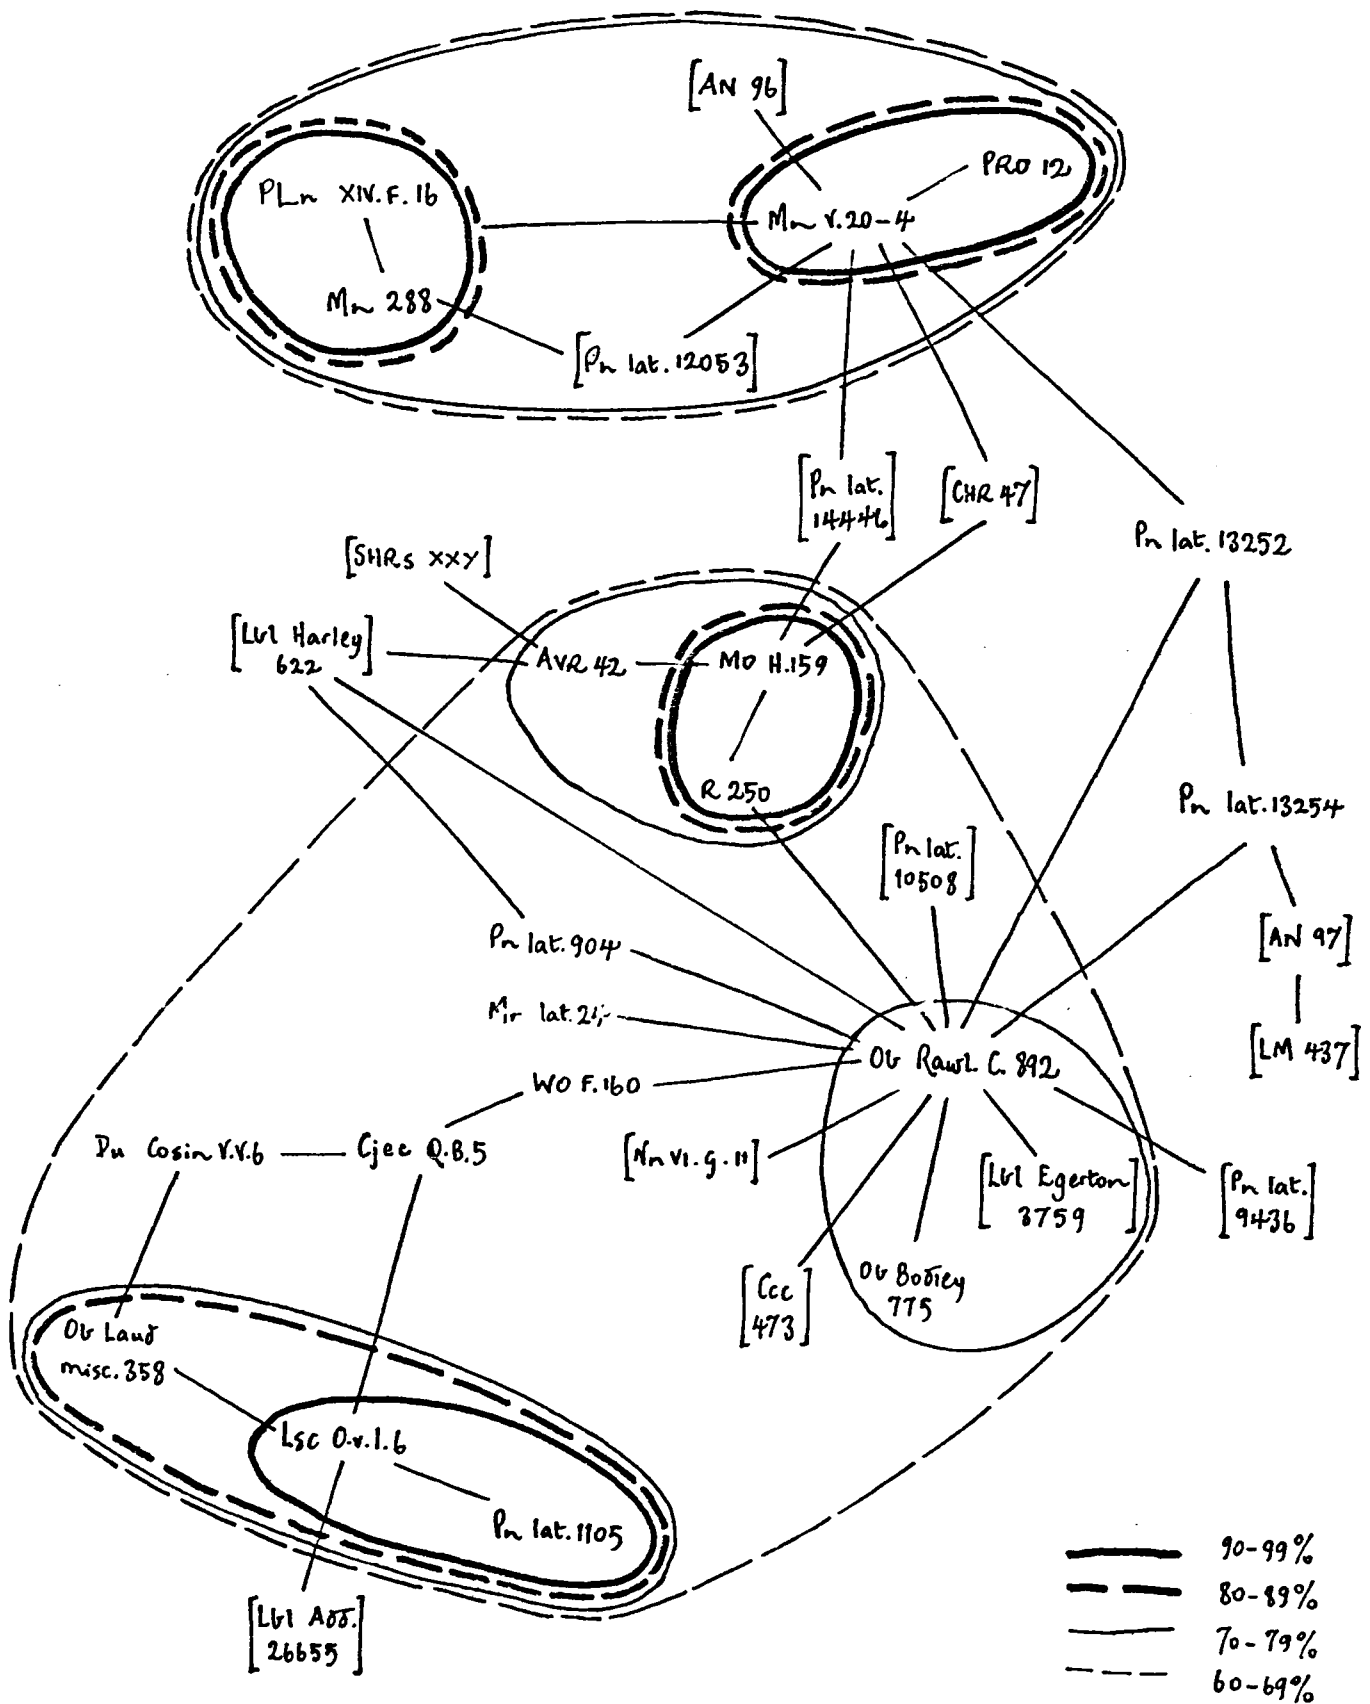 [AN 96]
PRO 12
PLn XIV.F.16
Mn V.20-4
Mn 288
[Pn lat. 12053]
[Pn lat.
14446]
[CHR 47]
Pn lat. 13252
[SHRs XXY]
[Lbl Harley
622]
AVR 42
MO H.159
R 250
Pn lat. 13254
[Pn lat.
10508]
[AN 97]
Pn lat. 904
lat.
[LM 437]
Ob Rawl. C. 892
WO F.160
Du Cosin V.V.6
Cjec Q.B.5
[Nn VI.G.11]
[Lbl Egerton
3759]
[Pn lat.
9436]
[Ccc
473]
Ob Bodley
775
Ob Laud
misc. 358
Lsc O.v.1.6
Pn lat. 1105
[Lbl Add.
26655]
90-99%
80-89%
70-79%
60-69%